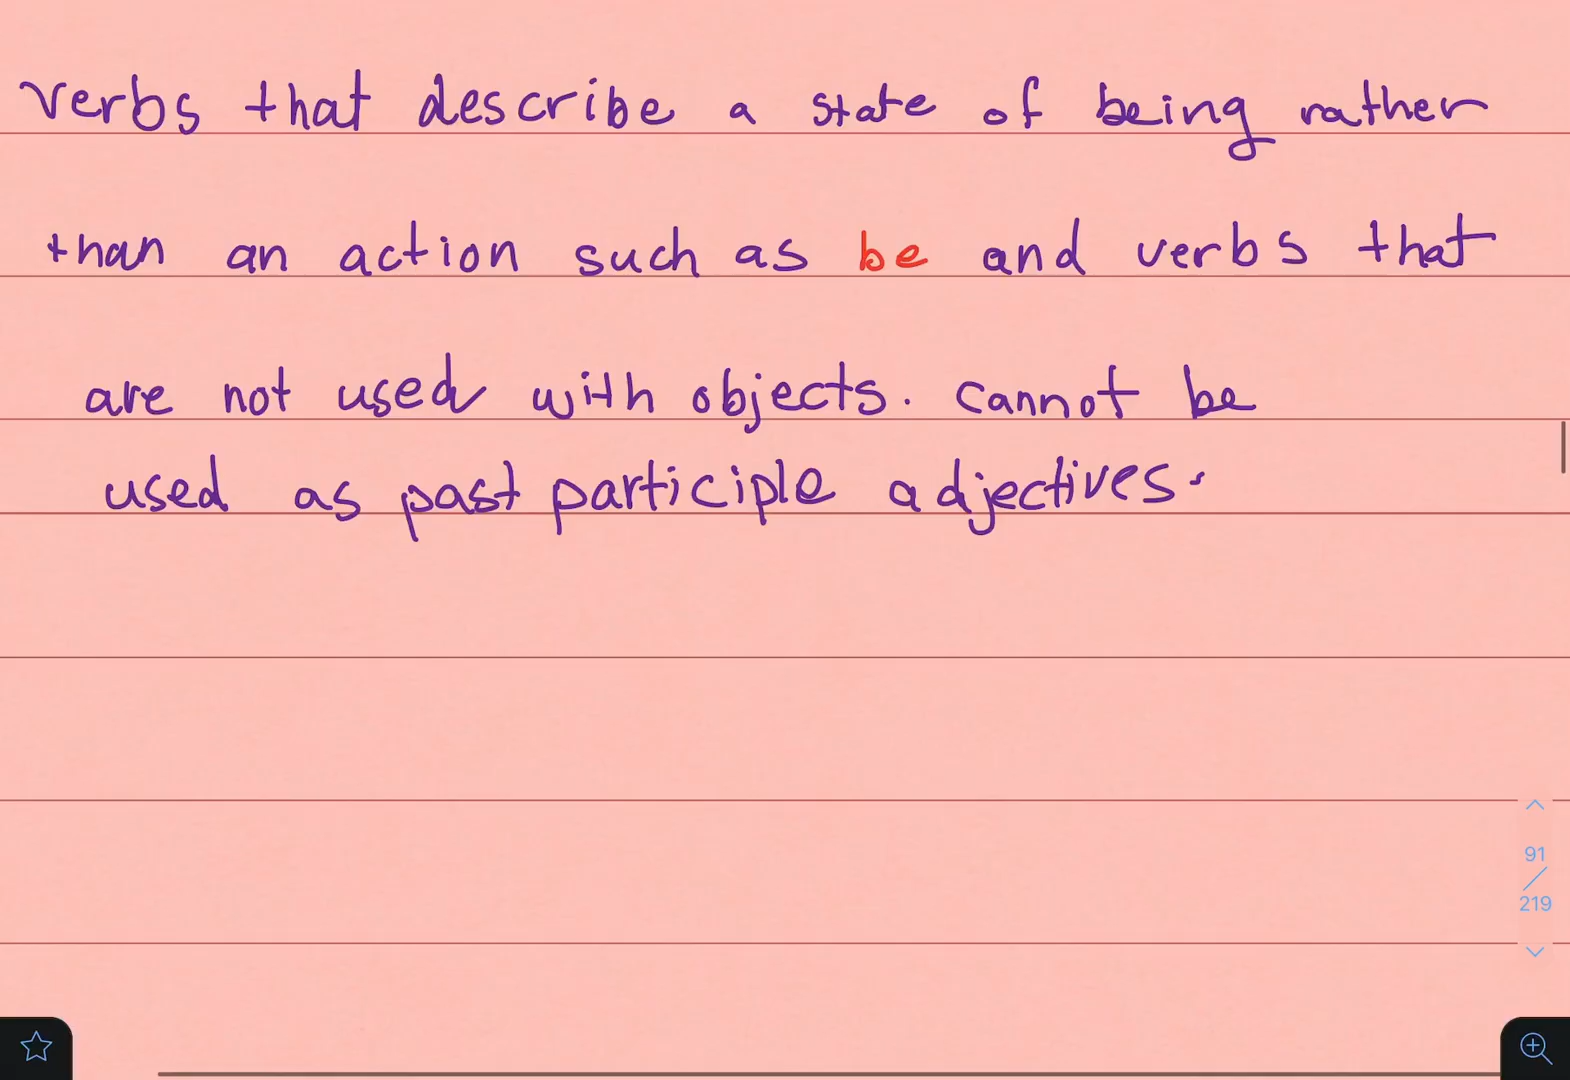 verbs that describe a state of being rather
than an action such as be and verbs that
are not used with objects. cannot be
used as past participle adjectives.
91
219